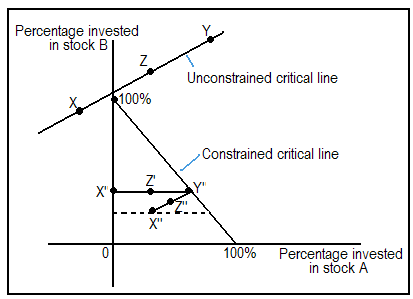 Percentage invested
in stock B
Y
Z
Unconstrained critical line
X
100%
Constrained critical line
X' Z' Y'
Z"
X"
0
100%
Percentage invested
in stock A